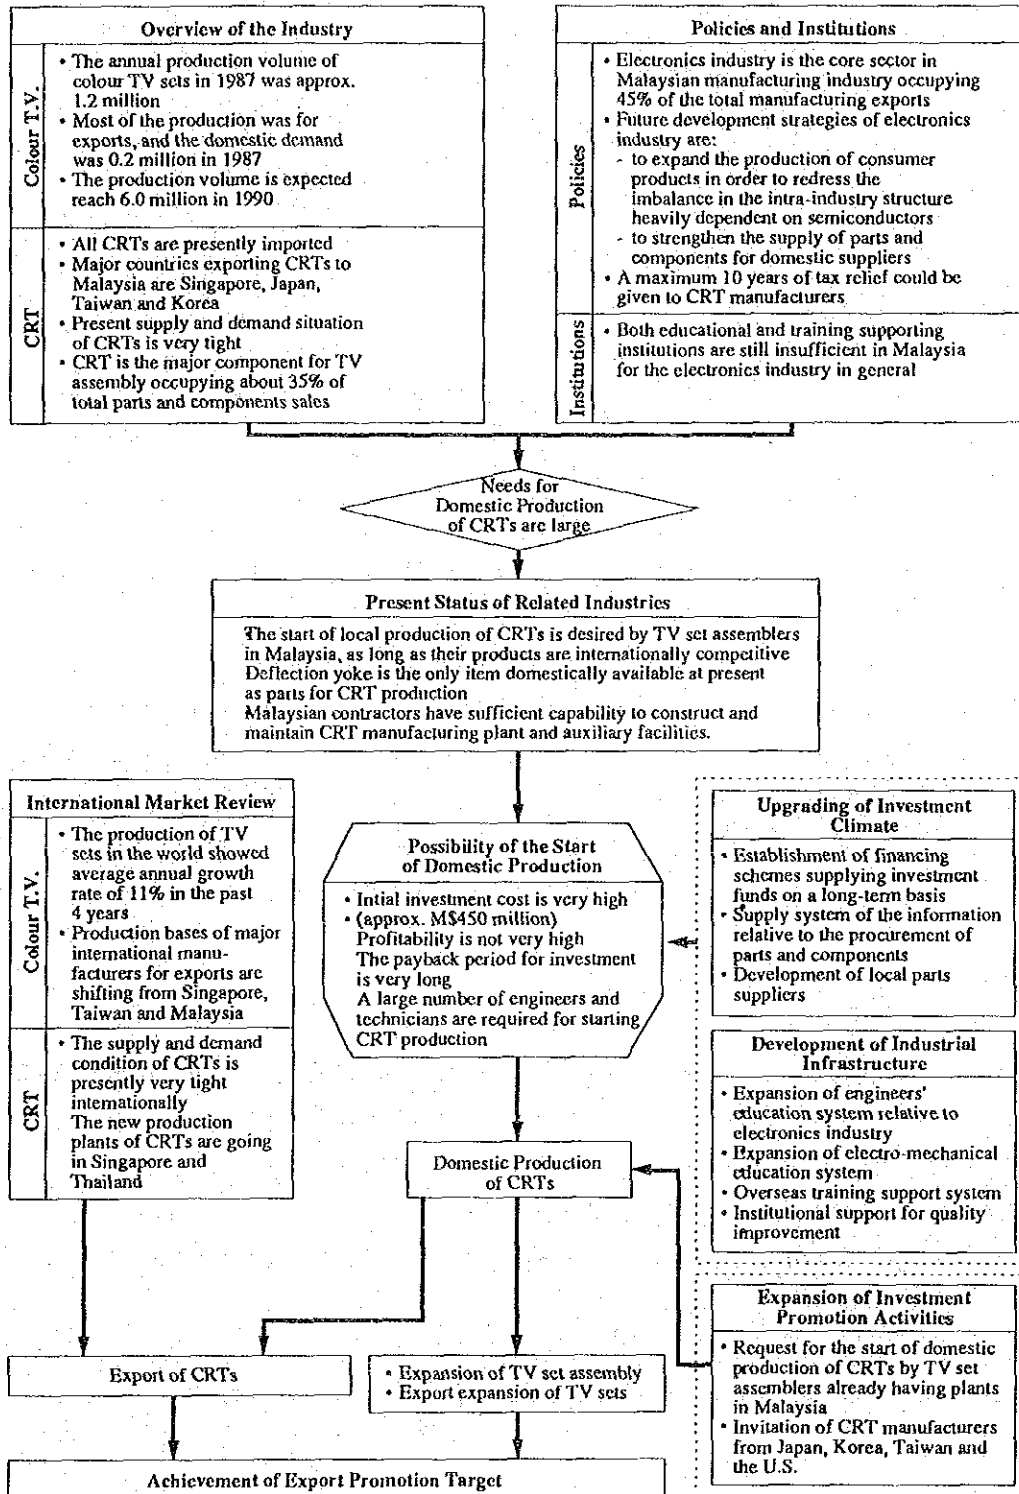 Overview of the Industry
Colour T.V.
• The annual production volume of
colour TV sets in 1987 was approx.
1.2 million
• Most of the production was for
exports, and the domestic demand
was 0.2 million in 1987
• The production volume is expected
reach 6.0 million in 1990
CRT
• All CRTs are presently imported
• Major countries exporting CRTs to
Malaysia are Singapore, Japan,
Taiwan and Korea
• Present supply and demand situation
of CRTs is very tight
• CRT is the major component for TV
assembly occupying about 35% of
total parts and components sales
Policies and Institutions
Policies
• Electronics industry is the core sector in
Malaysian manufacturing industry occupying
45% of the total manufacturing exports
• Future development strategies of electronics
industry are:
- to expand the production of consumer
products in order to redress the
imbalance in the intra-industry structure
heavily dependent on semiconductors
- to strengthen the supply of parts and
components for domestic suppliers
• A maximum 10 years of tax relief could be
given to CRT manufacturers
Institutions
• Both educational and training supporting
institutions are still insufficient in Malaysia
for the electronics industry in general
Needs for
Domestic Production
of CRTs are large
Present Status of Related Industries
The start of local production of CRTs is desired by TV set assemblers
in Malaysia, as long as their products are internationally competitive
Deflection yoke is the only item domestically available at present
as parts for CRT production
Malaysian contractors have sufficient capability to construct and
maintain CRT manufacturing plant and auxiliary facilities.
International Market Review
Colour T.V.
• The production of TV
sets in the world showed
average annual growth
rate of 11% in the past
4 years
• Production bases of major
international manu-
facturers for exports are
shifting from Singapore,
Taiwan and Malaysia
CRT
• The supply and demand
condition of CRTs is
presently very tight
internationally
The new production
plants of CRTs are going
in Singapore and
Thailand
Possibility of the Start
of Domestic Production
• Intial investment cost is very high
• (approx. M$450 million)
Profitability is not very high
The payback period for investment
is very long
A large number of engineers and
technicians are required for starting
CRT production
Upgrading of Investment
Climate
• Establishment of financing
schemes supplying investment
funds on a long-term basis
• Supply system of the information
relative to the procurement of
parts and components
• Development of local parts
suppliers
Development of Industrial
Infrastructure
• Expansion of engineers'
education system relative to
electronics industry
• Expansion of electro-mechanical
education system
• Overseas training support system
• Institutional support for quality
improvement
Domestic Production
of CRTs
Expansion of Investment
Promotion Activities
• Request for the start of domestic
production of CRTs by TV set
assemblers already having plants
in Malaysia
• Invitation of CRT manufacturers
from Japan, Korea, Taiwan and
the U.S.
Export of CRTs
• Expansion of TV set assembly
• Export expansion of TV sets
Achievement of Export Promotion Target